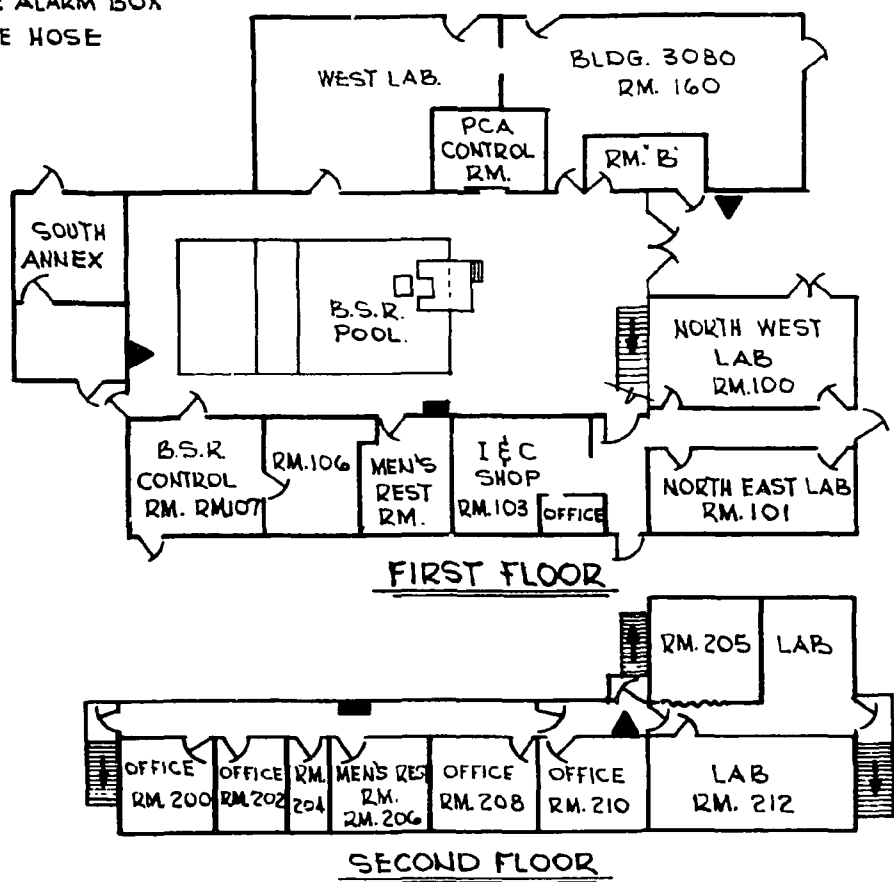 ALARM BOX
HOSE
WEST LAB.
BLDG. 3080
RM. 160
PCA
CONTROL
RM.
RM. "B"
SOUTH
ANNEX
B.S.R.
POOL.
NORTH WEST
LAB
RM.100
B.S.R.
CONTROL
RM. RM107
RM.106
MEN'S
REST
RM.
I & C
SHOP
RM.103
OFFICE
NORTH EAST LAB
RM. 101
FIRST FLOOR
RM. 205
LAB
OFFICE
RM. 200
OFFICE
RM. 202
RM.
204
MEN'S RES
RM.
RM. 206
OFFICE
RM. 208
OFFICE
RM. 210
LAB
RM. 212
SECOND FLOOR